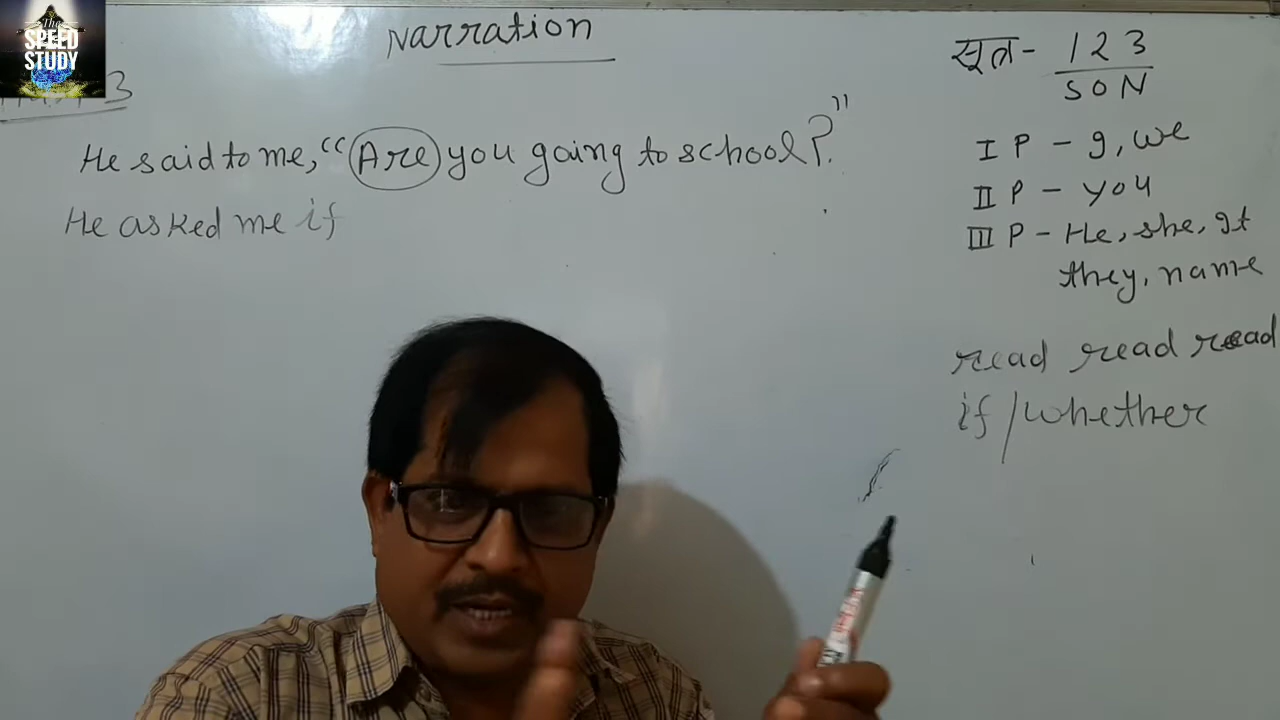 The
SPEED
STUDY
Narration
3
He said to me, "Are you going to school?"
He asked me if
सूत्र - 1 2 3
S O N
I P - I, we
II P - you
III P - He, she, It
they, name
read read read
if / whether